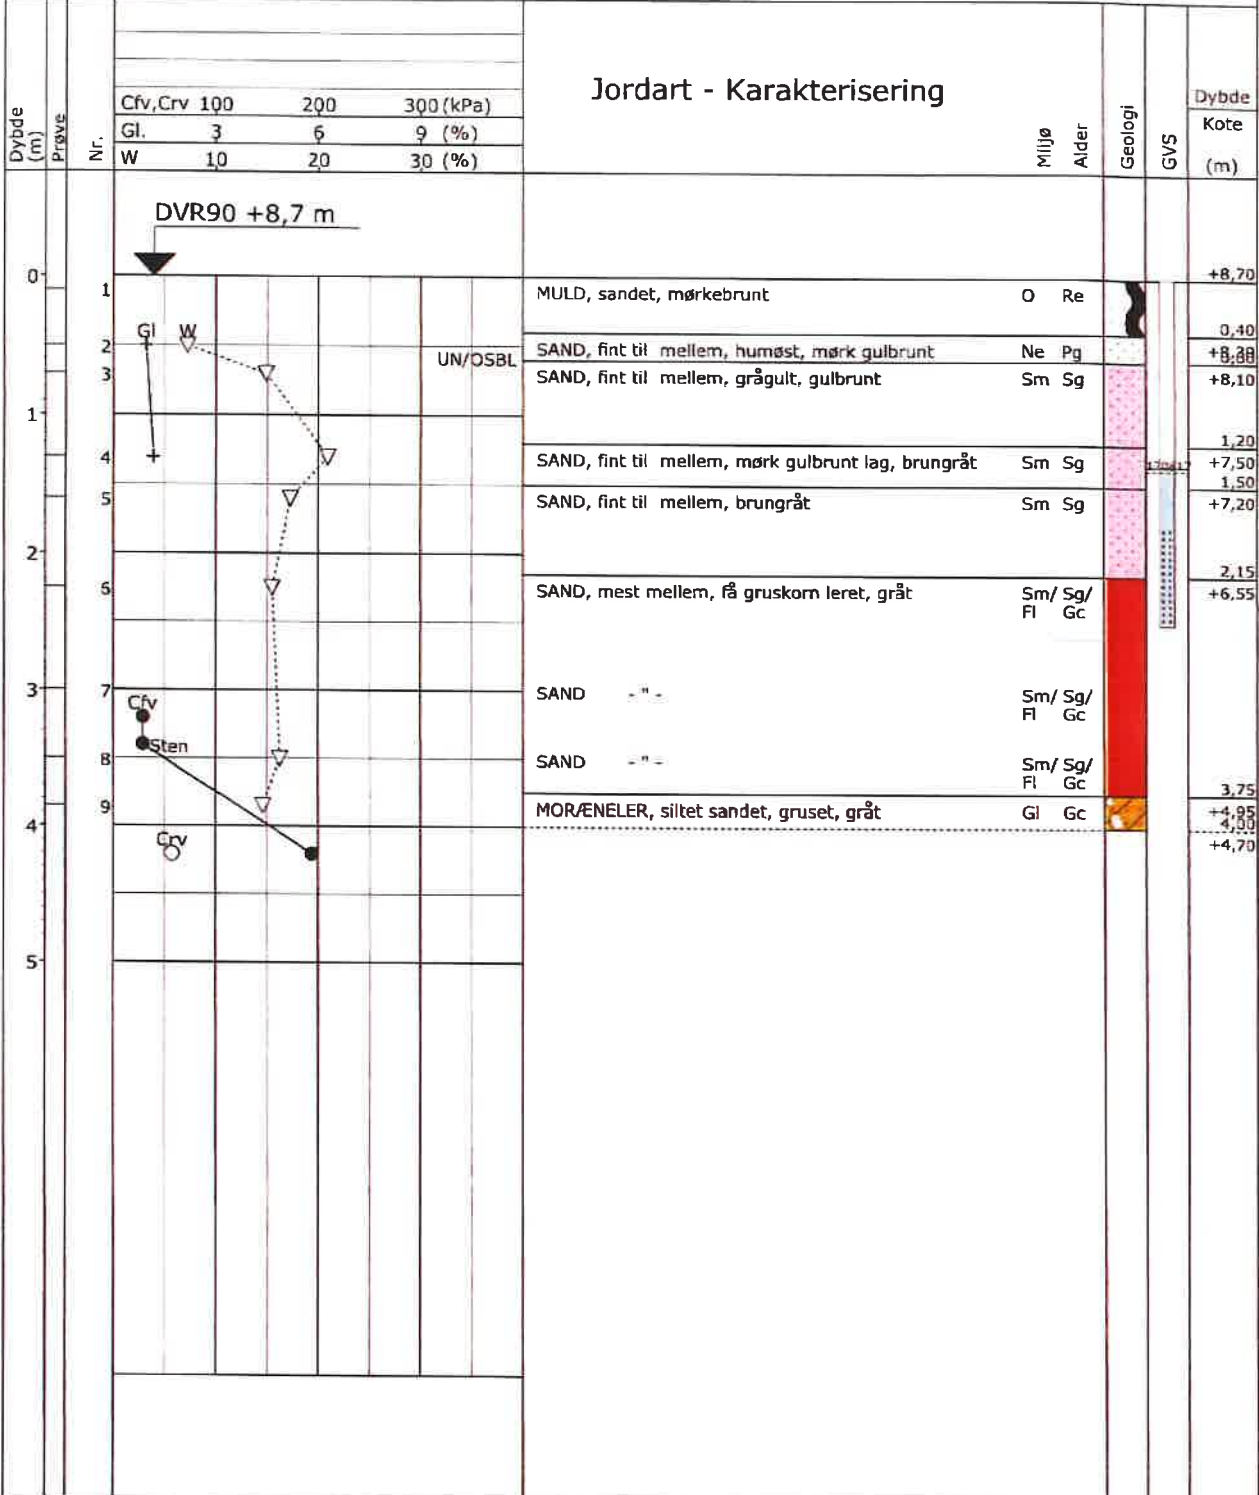 Jordart - Karakterisering
Dybde (m)
Prøve
Nr.
Cfv,Crv 100 200 300 (kPa)
Gl. 3 6 9 (%)
W 10 20 30 (%)
Miljø
Alder
Geologi
GVS
Dybde
Kote
(m)
DVR90 +8,7 m
0 +8,70
1 MULD, sandet, mørkebrunt O Re
0,40
Gl W
2 UN/OSBL SAND, fint til mellem, humøst, mørk gulbrunt Ne Pg
3 SAND, fint til mellem, grågult, gulbrunt Sm Sg +8,10
1
1,20
4 SAND, fint til mellem, mørk gulbrunt lag, brungråt Sm Sg +7,50
1,50
5 SAND, fint til mellem, brungråt Sm Sg +7,20
2
2,15
SAND, mest mellem, få gruskorn leret, gråt Sm/ Sg/ +6,55
Fl Gc
3
7 SAND - " - Sm/ Sg/
Cfv Fl Gc
Sten
8 SAND - " - Sm/ Sg/
Fl Gc
3,75
9 MORÆNELER, siltet sandet, gruset, gråt Gl Gc +4,95
4 4,00
Crv +4,70
5